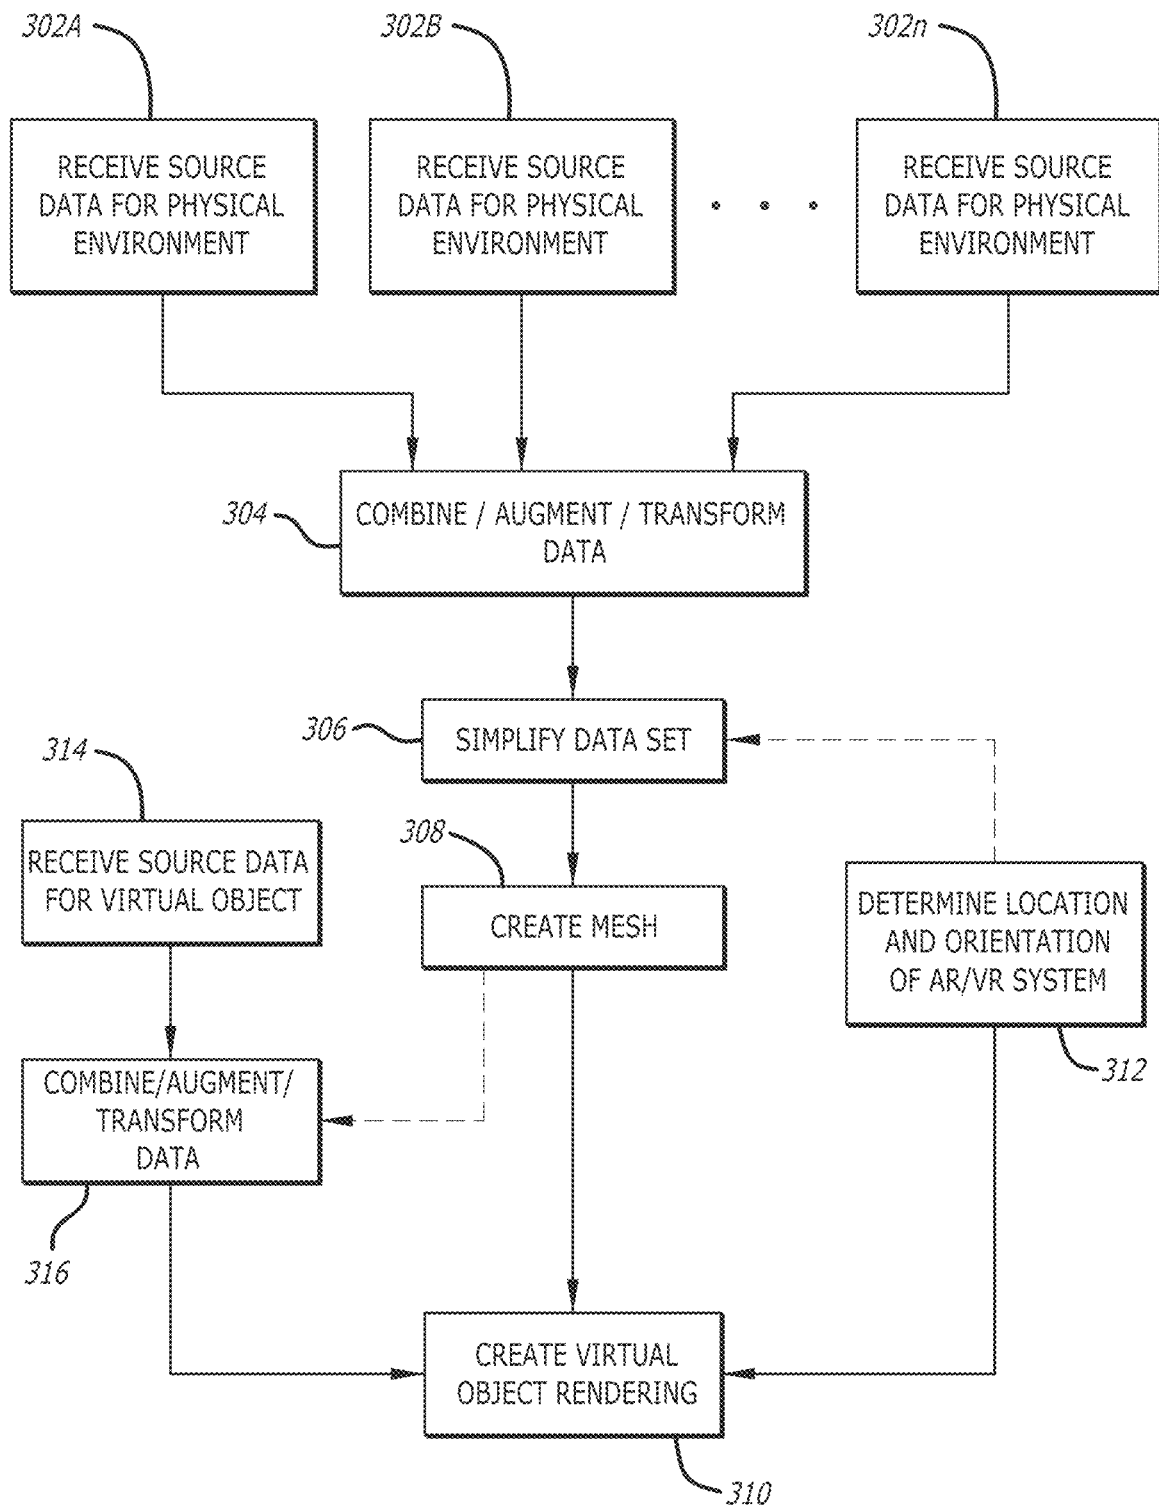 302A
302B
302n
RECEIVE SOURCE
DATA FOR PHYSICAL
ENVIRONMENT
RECEIVE SOURCE
DATA FOR PHYSICAL
ENVIRONMENT
RECEIVE SOURCE
DATA FOR PHYSICAL
ENVIRONMENT
304
COMBINE / AUGMENT / TRANSFORM
DATA
306
SIMPLIFY DATA SET
314
RECEIVE SOURCE DATA
FOR VIRTUAL OBJECT
308
CREATE MESH
DETERMINE LOCATION
AND ORIENTATION
OF AR/VR SYSTEM
312
COMBINE/AUGMENT/
TRANSFORM
DATA
316
CREATE VIRTUAL
OBJECT RENDERING
310